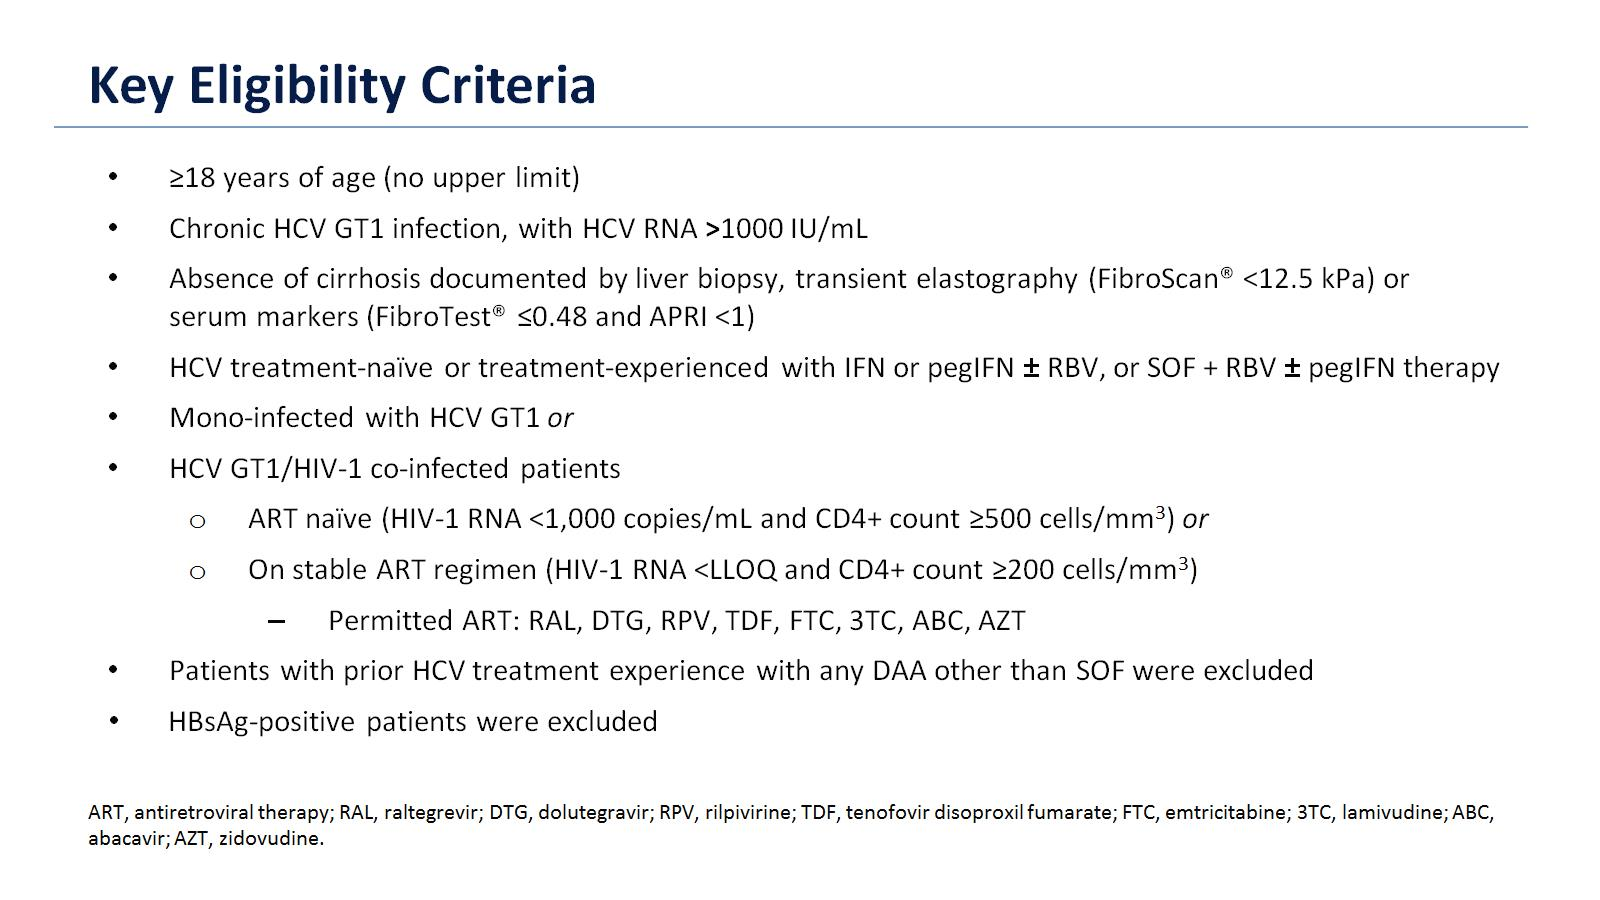 Key Eligibility Criteria
• ≥18 years of age (no upper limit)
• Chronic HCV GT1 infection, with HCV RNA >1000 IU/mL
• Absence of cirrhosis documented by liver biopsy, transient elastography (FibroScan® <12.5 kPa) or
serum markers (FibroTest® ≤0.48 and APRI <1)
• HCV treatment-naïve or treatment-experienced with IFN or pegIFN ± RBV, or SOF + RBV ± pegIFN therapy
• Mono-infected with HCV GT1 or
• HCV GT1/HIV-1 co-infected patients
o ART naïve (HIV-1 RNA <1,000 copies/mL and CD4+ count ≥500 cells/mm³) or
o On stable ART regimen (HIV-1 RNA <LLOQ and CD4+ count ≥200 cells/mm³)
– Permitted ART: RAL, DTG, RPV, TDF, FTC, 3TC, ABC, AZT
• Patients with prior HCV treatment experience with any DAA other than SOF were excluded
• HBsAg-positive patients were excluded
ART, antiretroviral therapy; RAL, raltegrevir; DTG, dolutegravir; RPV, rilpivirine; TDF, tenofovir disoproxil fumarate; FTC, emtricitabine; 3TC, lamivudine; ABC,
abacavir; AZT, zidovudine.